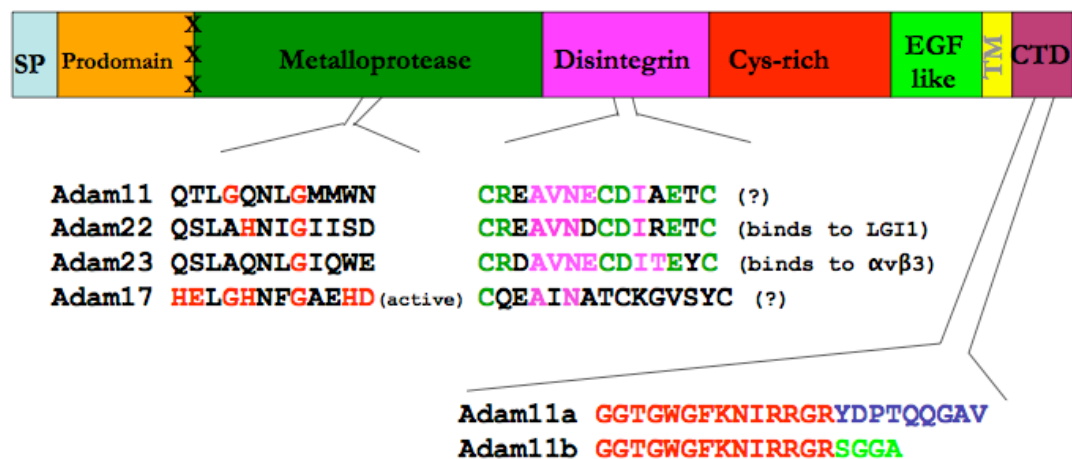 SP Prodomain X X X Metalloprotease Disintegrin Cys-rich EGF like TM CTD
Adam11 QTLGQNLGMMWN CREAVNECDIAETC (?)
Adam22 QSLAHNIGIISD CREAVNDCDIRETC (binds to LGI1)
Adam23 QSLAQNLGIQWE CRDAVNECDITEYC (binds to αvβ3)
Adam17 HELGHNFGAEHD(active) CQEAINATCKGVSYC (?)
Adam11a GGTGWGFKNIRRGRYDPTQQGAV
Adam11b GGTGWGFKNIRRGRSGGA